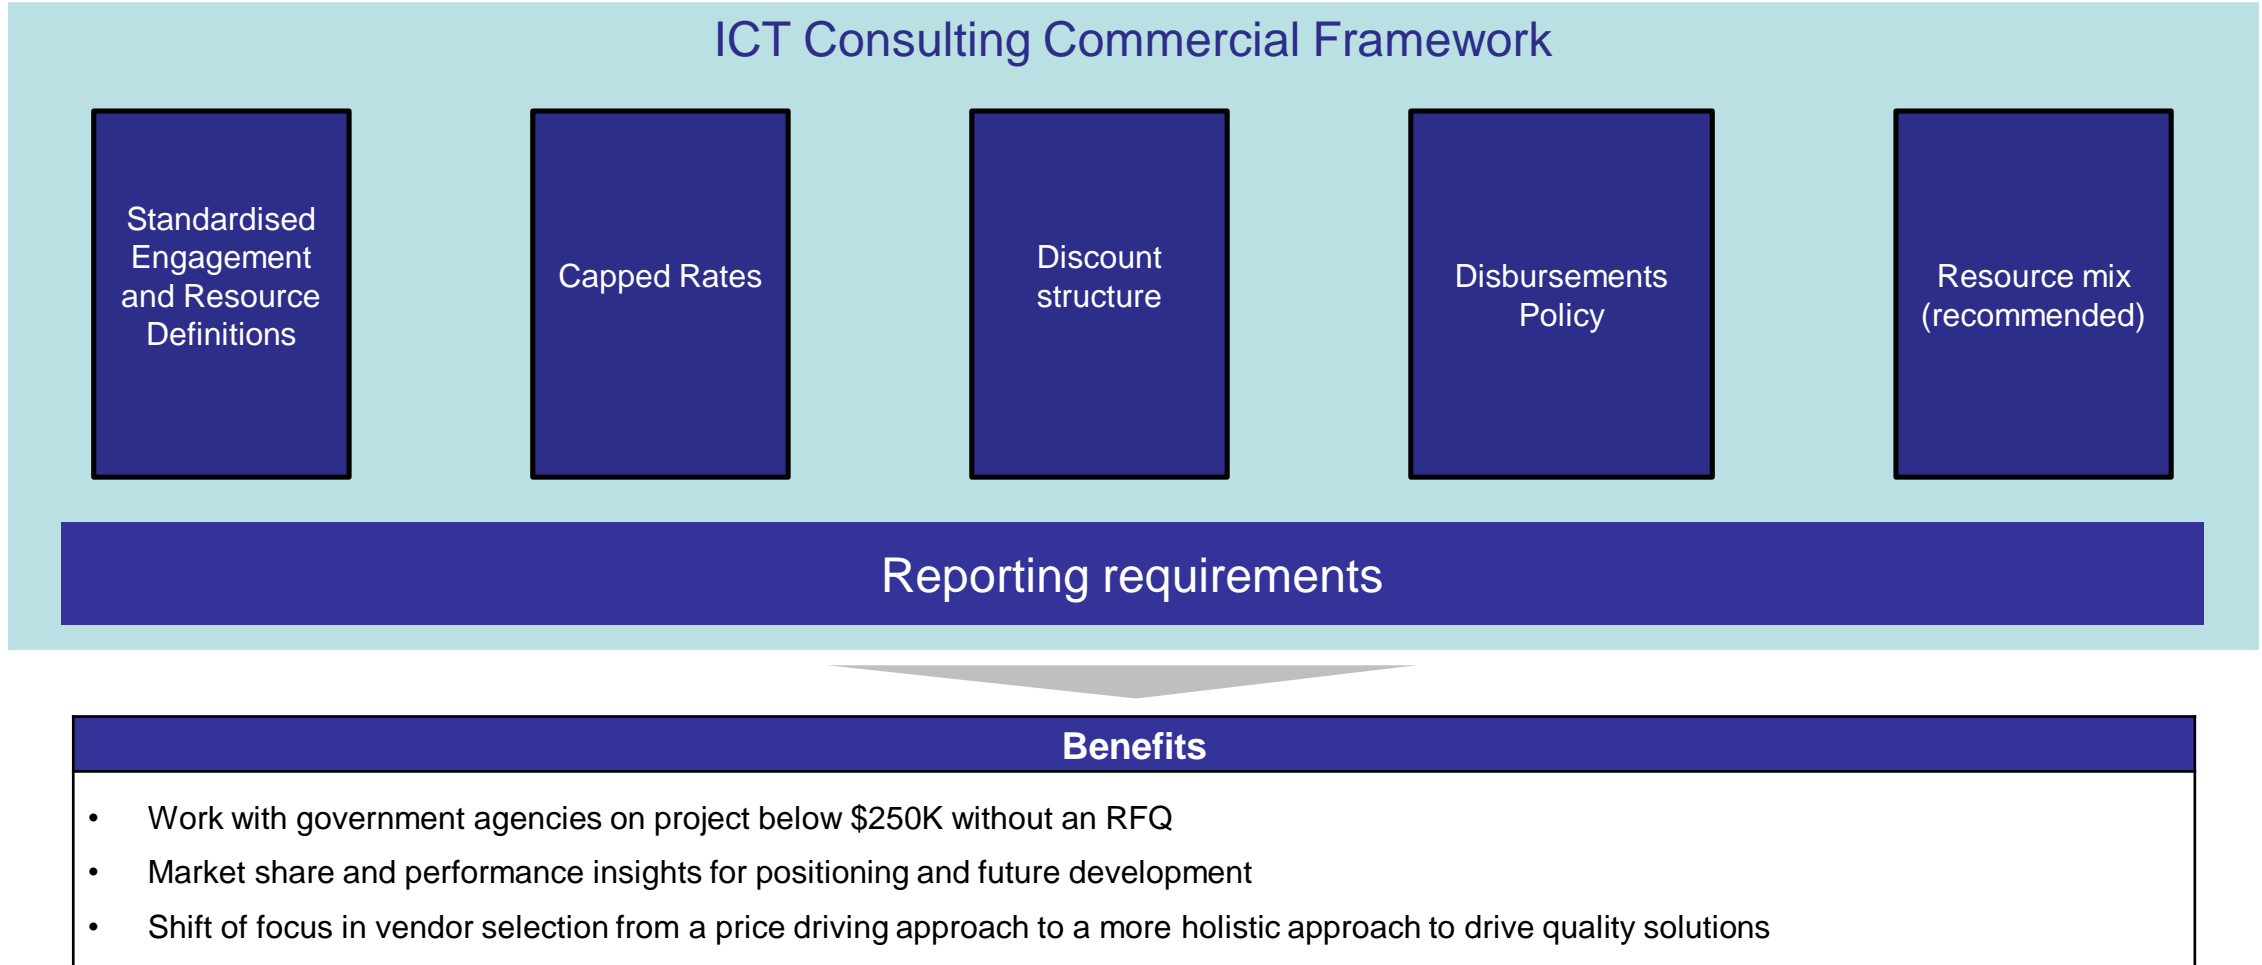 ICT Consulting Commercial Framework
Standardised
Engagement
and Resource
Definitions
Capped Rates
Discount
structure
Disbursements
Policy
Resource mix
(recommended)
Reporting requirements
Benefits
• Work with government agencies on project below $250K without an RFQ
• Market share and performance insights for positioning and future development
• Shift of focus in vendor selection from a price driving approach to a more holistic approach to drive quality solutions